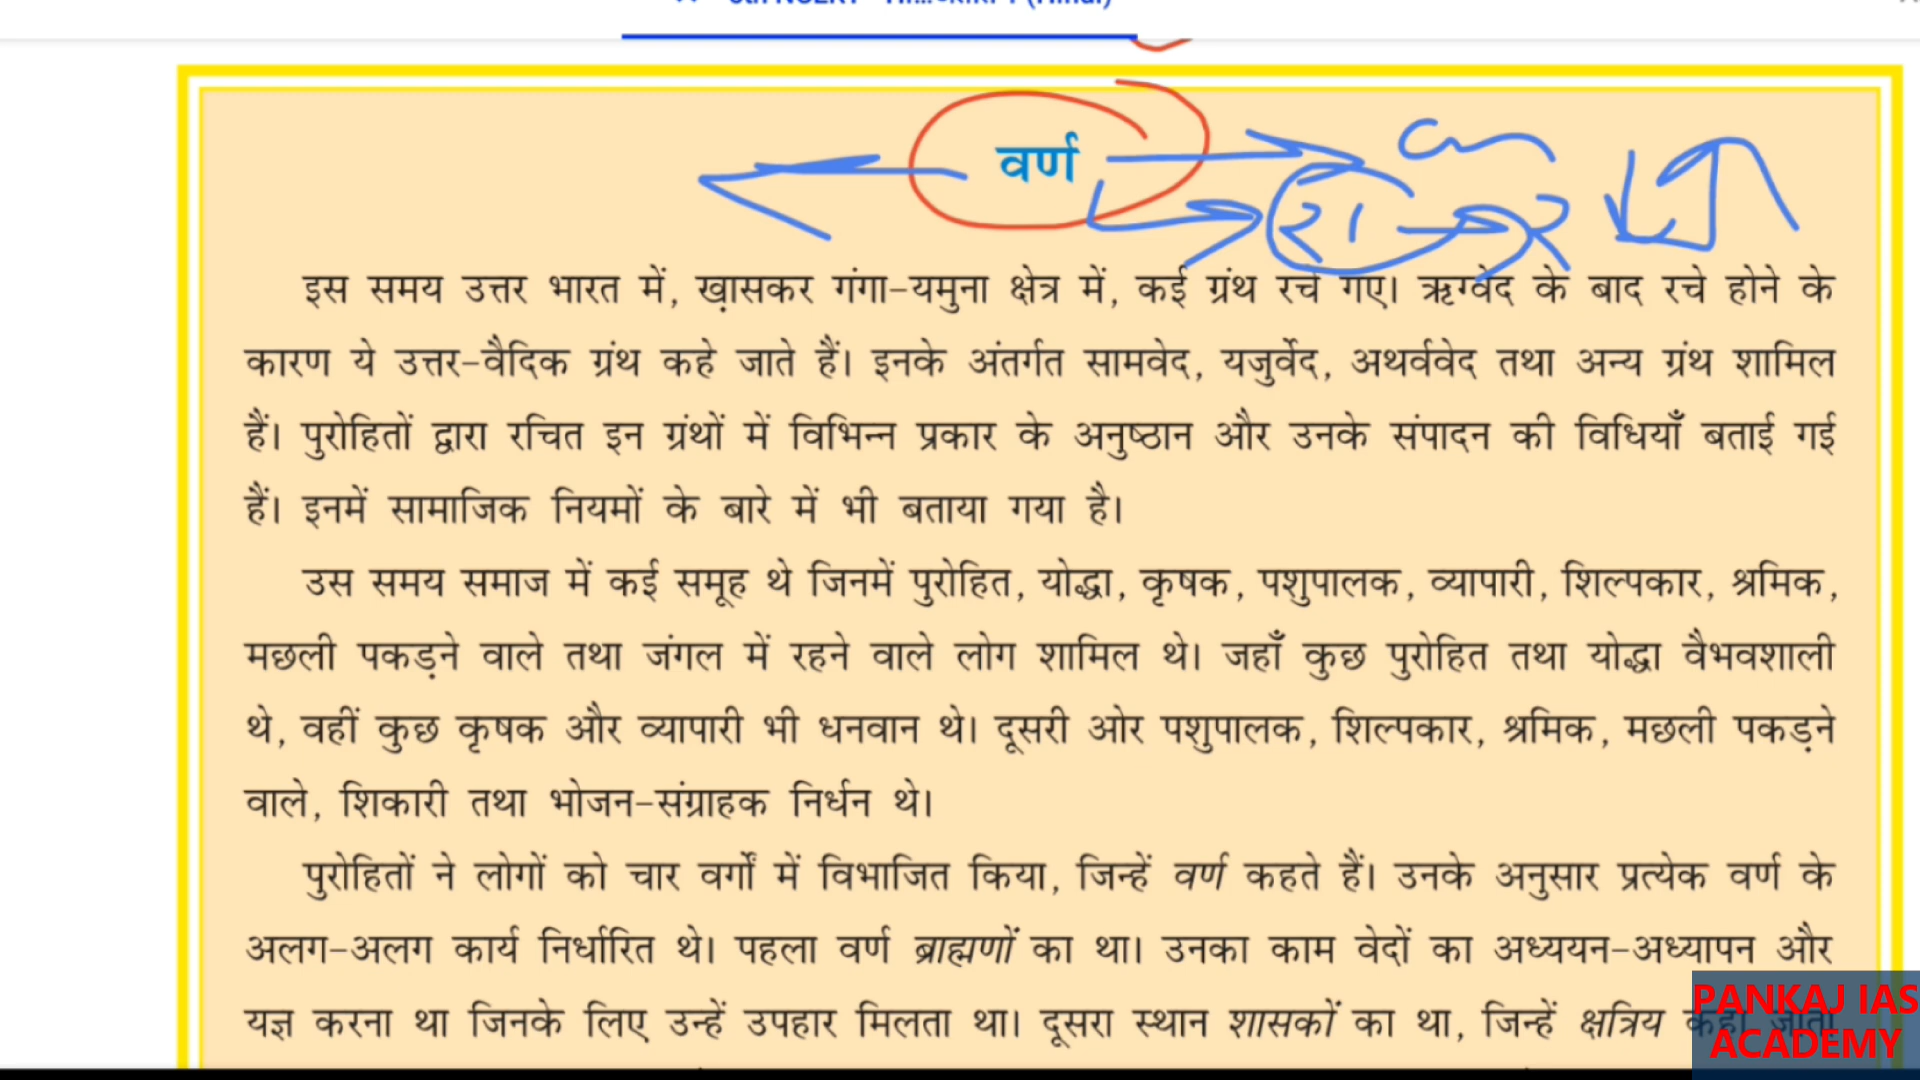 वर्ण
इस समय उत्तर भारत में, ख़ासकर गंगा-यमुना क्षेत्र में, कई ग्रंथ रचे गए। ऋग्वेद के बाद रचे होने के
कारण ये उत्तर-वैदिक ग्रंथ कहे जाते हैं। इनके अंतर्गत सामवेद, यजुर्वेद, अथर्ववेद तथा अन्य ग्रंथ शामिल
हैं। पुरोहितों द्वारा रचित इन ग्रंथों में विभिन्न प्रकार के अनुष्ठान और उनके संपादन की विधियाँ बताई गई
हैं। इनमें सामाजिक नियमों के बारे में भी बताया गया है।
उस समय समाज में कई समूह थे जिनमें पुरोहित, योद्धा, कृषक, पशुपालक, व्यापारी, शिल्पकार, श्रमिक,
मछली पकड़ने वाले तथा जंगल में रहने वाले लोग शामिल थे। जहाँ कुछ पुरोहित तथा योद्धा वैभवशाली
थे, वहीं कुछ कृषक और व्यापारी भी धनवान थे। दूसरी ओर पशुपालक, शिल्पकार, श्रमिक, मछली पकड़ने
वाले, शिकारी तथा भोजन-संग्राहक निर्धन थे।
पुरोहितों ने लोगों को चार वर्गों में विभाजित किया, जिन्हें वर्ण कहते हैं। उनके अनुसार प्रत्येक वर्ण के
अलग-अलग कार्य निर्धारित थे। पहला वर्ण ब्राह्मणों का था। उनका काम वेदों का अध्ययन-अध्यापन और
यज्ञ करना था जिनके लिए उन्हें उपहार मिलता था। दूसरा स्थान शासकों का था, जिन्हें क्षत्रिय कहा जाता
PANKAJ IAS
ACADEMY